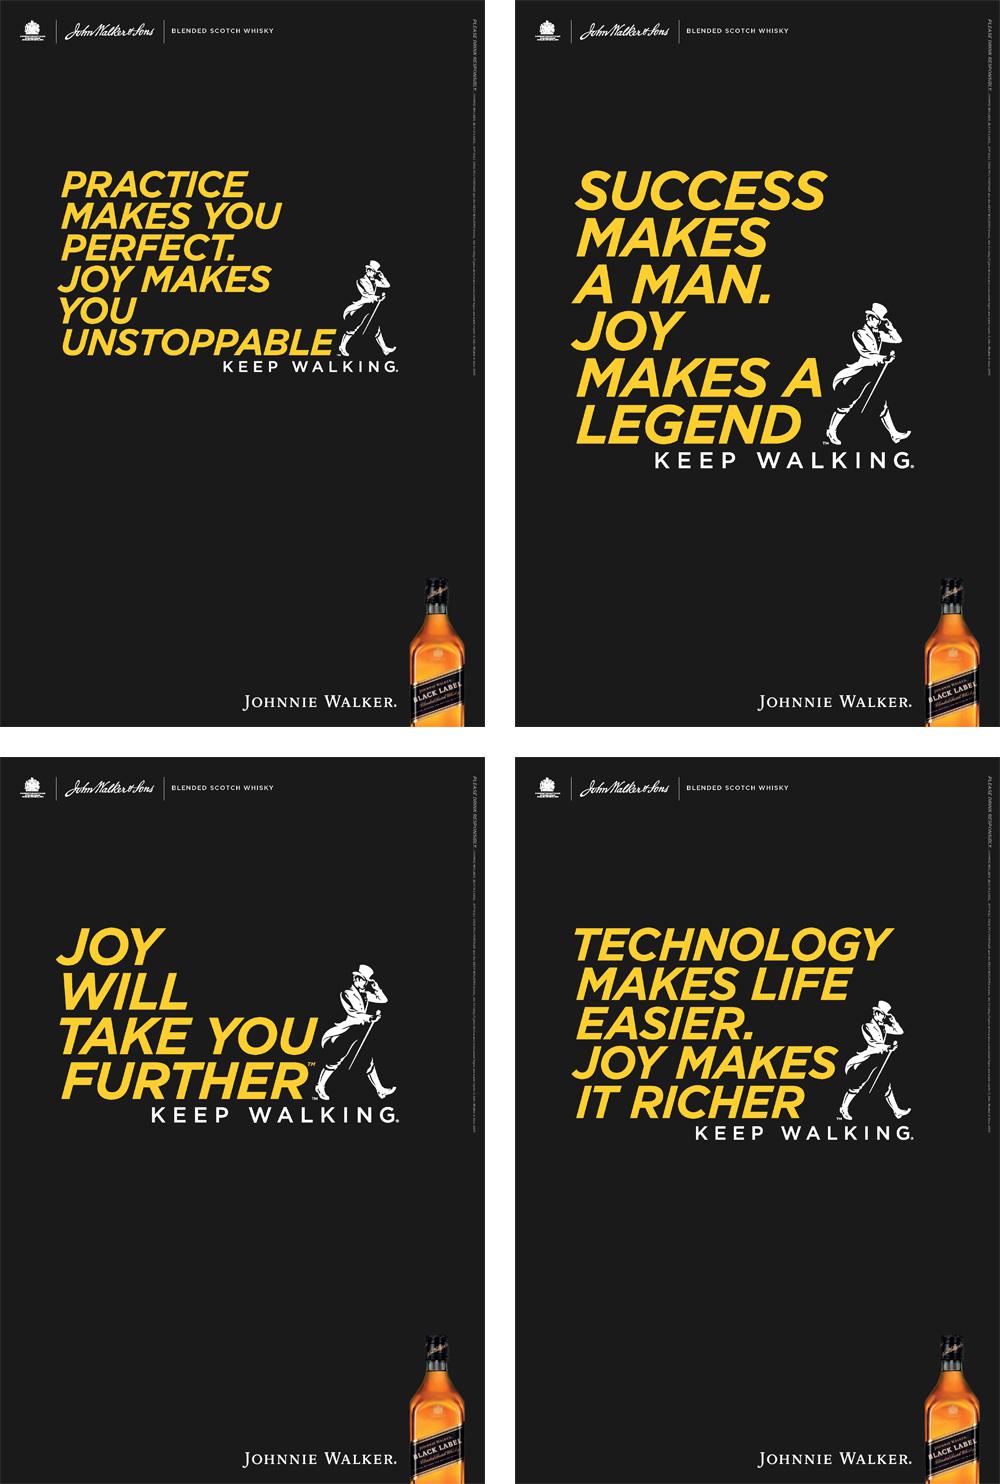 John Walker & Sons BLENDED SCOTCH WHISKY
PLEASE DRINK RESPONSIBLY.
PRACTICE
MAKES YOU
PERFECT.
JOY MAKES
YOU
UNSTOPPABLE
KEEP WALKING.
BLACK LABEL
JOHNNIE WALKER.
John Walker & Sons BLENDED SCOTCH WHISKY
PLEASE DRINK RESPONSIBLY.
SUCCESS
MAKES
A MAN.
JOY
MAKES A
LEGEND
KEEP WALKING.
BLACK LABEL
JOHNNIE WALKER.
John Walker & Sons BLENDED SCOTCH WHISKY
PLEASE DRINK RESPONSIBLY.
JOY
WILL
TAKE YOU
FURTHER™
KEEP WALKING.
BLACK LABEL
JOHNNIE WALKER.
John Walker & Sons BLENDED SCOTCH WHISKY
PLEASE DRINK RESPONSIBLY.
TECHNOLOGY
MAKES LIFE
EASIER.
JOY MAKES
IT RICHER
KEEP WALKING.
BLACK LABEL
JOHNNIE WALKER.